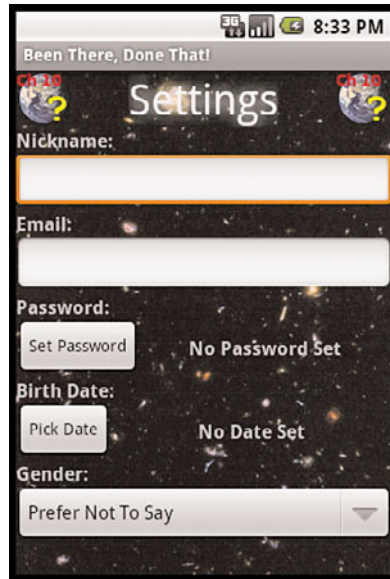 3G 8:33 PM
Been There, Done That!
Ch 10 Ch 10
? Settings ?
Nickname:
Email:
Password:
Set Password No Password Set
Birth Date:
Pick Date No Date Set
Gender:
Prefer Not To Say